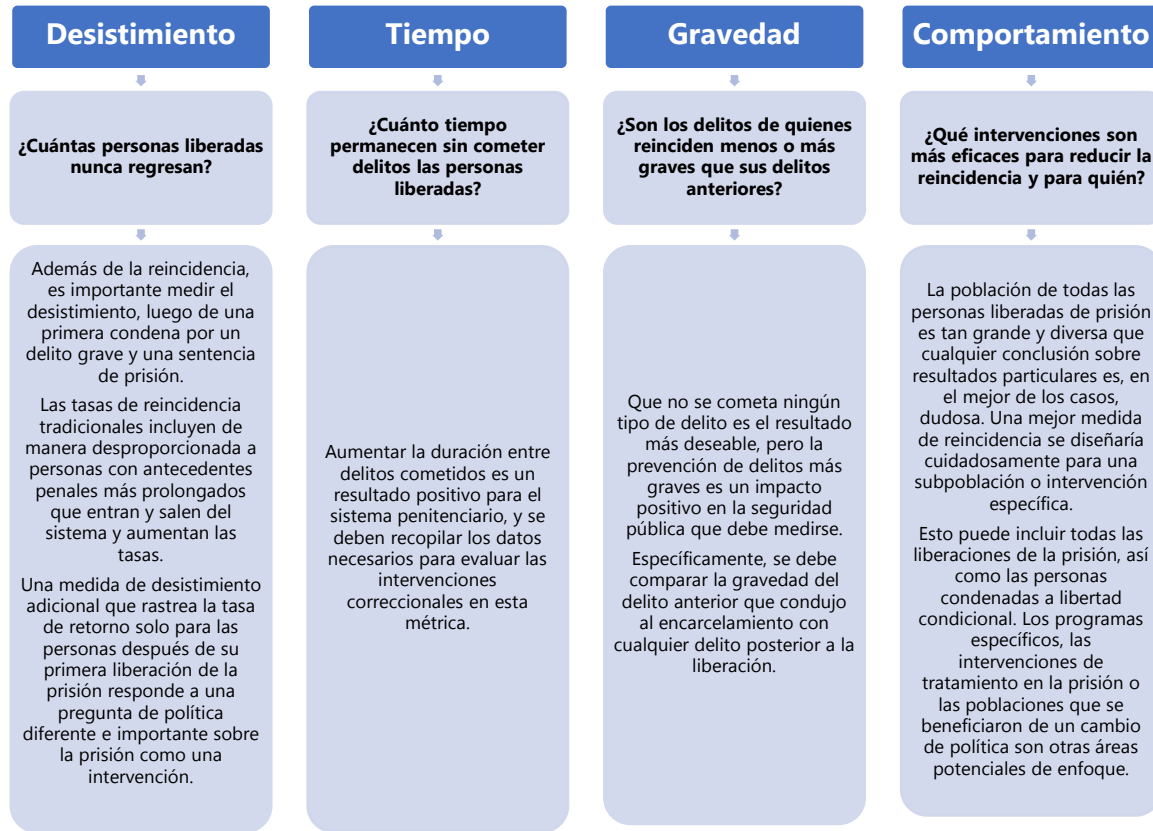 Desistimiento
¿Cuántas personas liberadas
nunca regresan?
Además de la reincidencia,
es importante medir el
desistimiento, luego de una
primera condena por un
delito grave y una sentencia
de prisión.
Las tasas de reincidencia
tradicionales incluyen de
manera desproporcionada a
personas con antecedentes
penales más prolongados
que entran y salen del
sistema y aumentan las
tasas.
Una medida de desistimiento
adicional que rastrea la tasa
de retorno solo para las
personas después de su
primera liberación de la
prisión responde a una
pregunta de política
diferente e importante sobre
la prisión como una
intervención.
Tiempo
¿Cuánto tiempo
permanecen sin cometer
delitos las personas
liberadas?
Aumentar la duración entre
delitos cometidos es un
resultado positivo para el
sistema penitenciario, y se
deben recopilar los datos
necesarios para evaluar las
intervenciones
correccionales en esta
métrica.
Gravedad
¿Son los delitos de quienes
reinciden menos o más
graves que sus delitos
anteriores?
Que no se cometa ningún
tipo de delito es el resultado
más deseable, pero la
prevención de delitos más
graves es un impacto
positivo en la seguridad
pública que debe medirse.
Específicamente, se debe
comparar la gravedad del
delito anterior que condujo
al encarcelamiento con
cualquier delito posterior a la
liberación.
Comportamiento
¿Qué intervenciones son
más eficaces para reducir la
reincidencia y para quién?
La población de todas las
personas liberadas de prisión
es tan grande y diversa que
cualquier conclusión sobre
resultados particulares es, en
el mejor de los casos,
dudosa. Una mejor medida
de reincidencia se diseñaría
cuidadosamente para una
subpoblación o intervención
específica.
Esto puede incluir todas las
liberaciones de la prisión, así
como las personas
condenadas a libertad
condicional. Los programas
específicos, las
intervenciones de
tratamiento en la prisión o
las poblaciones que se
beneficiaron de un cambio
de política son otras áreas
potenciales de enfoque.